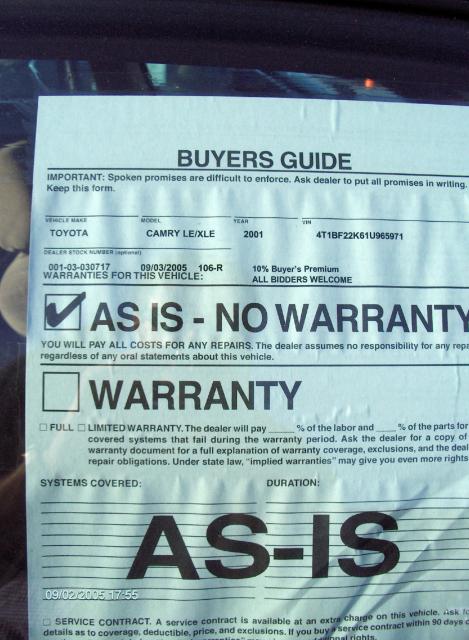 BUYERS GUIDE
IMPORTANT: Spoken promises are difficult to enforce. Ask dealer to put all promises in writing.
Keep this form.
VEHICLE MAKE MODEL YEAR VIN
TOYOTA CAMRY LE/XLE 2001 4T1BF22K61U965971
DEALER STOCK NUMBER (optional)
001-03-030717 09/03/2005 106-R 10% Buyer's Premium
WARRANTIES FOR THIS VEHICLE: ALL BIDDERS WELCOME
AS IS - NO WARRANTY
YOU WILL PAY ALL COSTS FOR ANY REPAIRS. The dealer assumes no responsibility for any repa
regardless of any oral statements about this vehicle.
WARRANTY
□ FULL □ LIMITED WARRANTY. The dealer will pay _____ % of the labor and ____ % of the parts for
covered systems that fail during the warranty period. Ask the dealer for a copy of
warranty document for a full explanation of warranty coverage, exclusions, and the deal
repair obligations. Under state law, "implied warranties" may give you even more rights
SYSTEMS COVERED: DURATION:
AS-IS
09/02/2005 17:55
□ SERVICE CONTRACT. A service contract is available at an extra charge on this vehicle. Ask fo
details as to coverage, deductible, price, and exclusions. If you buy a service contract within 90 days o